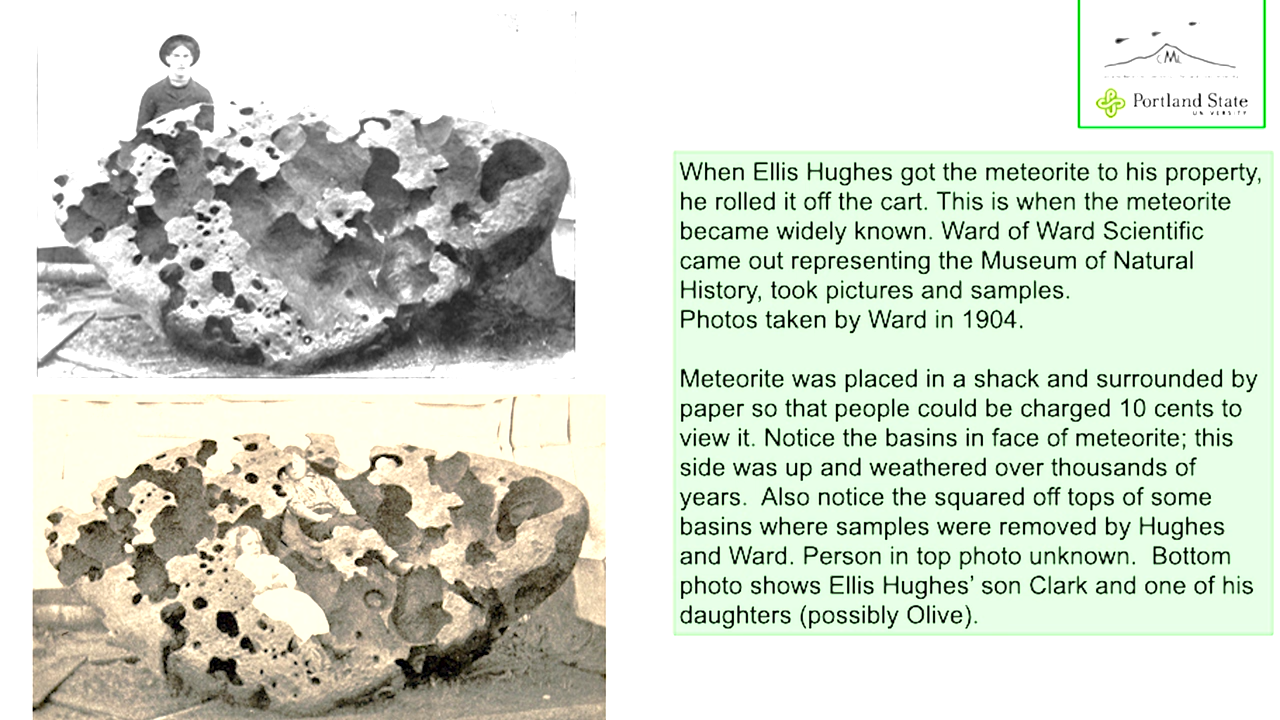 CML
Portland State
UNIVERSITY
When Ellis Hughes got the meteorite to his property,
he rolled it off the cart. This is when the meteorite
became widely known. Ward of Ward Scientific
came out representing the Museum of Natural
History, took pictures and samples.
Photos taken by Ward in 1904.
Meteorite was placed in a shack and surrounded by
paper so that people could be charged 10 cents to
view it. Notice the basins in face of meteorite; this
side was up and weathered over thousands of
years.  Also notice the squared off tops of some
basins where samples were removed by Hughes
and Ward. Person in top photo unknown.  Bottom
photo shows Ellis Hughes’ son Clark and one of his
daughters (possibly Olive).